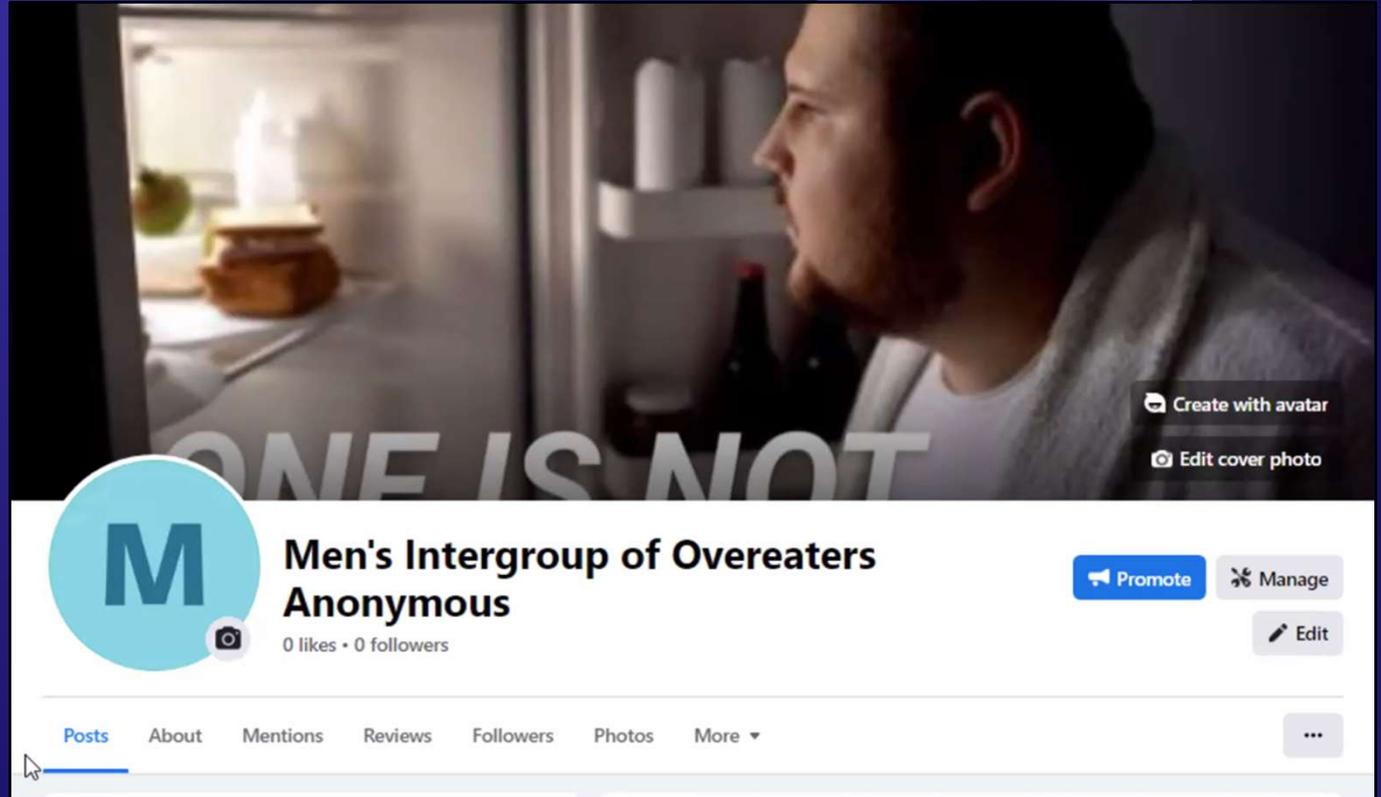 Create with avatar
Edit cover photo
ONE IS NOT
M
Men's Intergroup of Overeaters
Anonymous
0 likes • 0 followers
Promote
Manage
Edit
Posts About Mentions Reviews Followers Photos More